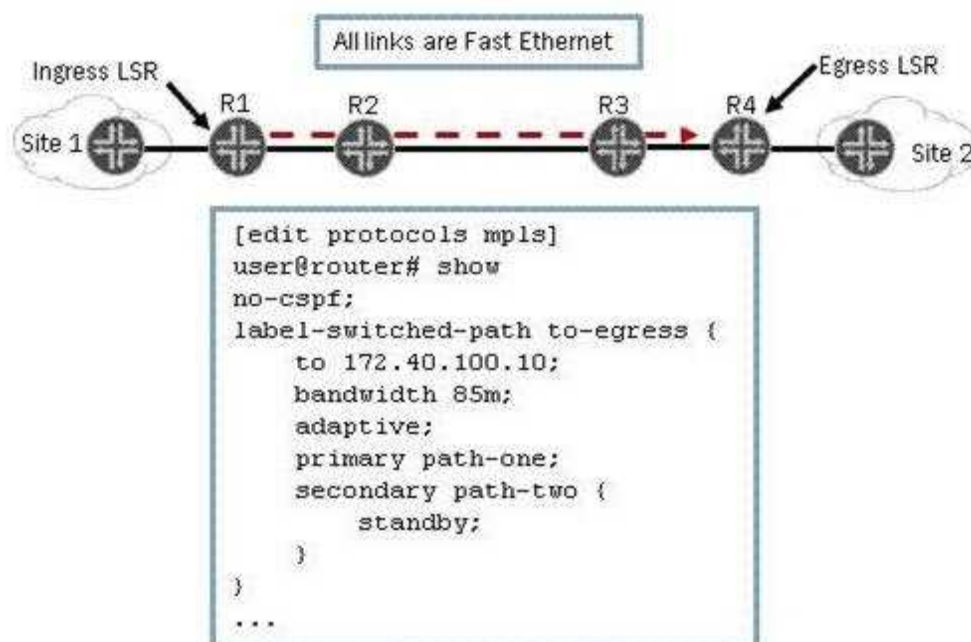 All links are Fast Ethernet
Ingress LSR
Egress LSR
R1
R2
R3
R4
Site 1
Site 2
[edit protocols mpls]
user@router# show
no-cspf;
label-switched-path to-egress {
    to 172.40.100.10;
    bandwidth 85m;
    adaptive;
    primary path-one;
    secondary path-two {
        standby;
    }
}
...